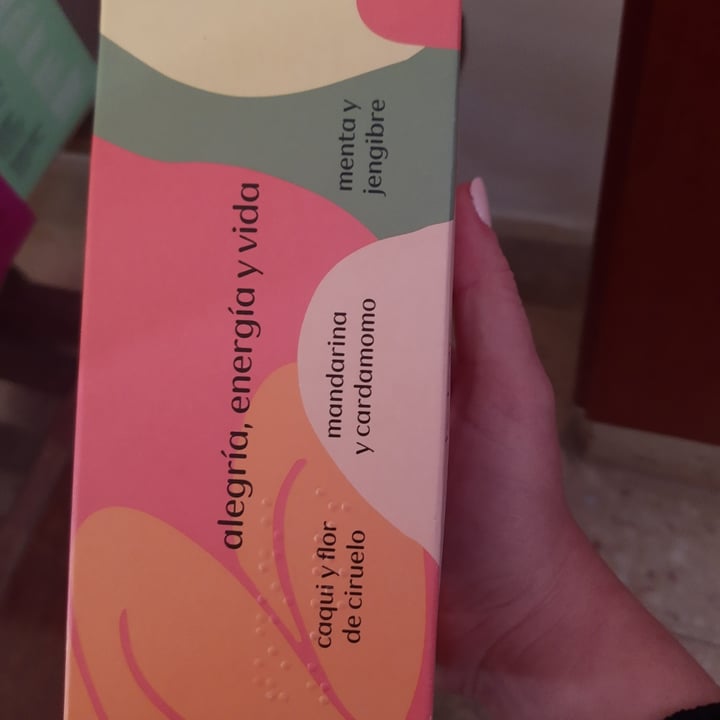 alegría, energía y vida
caqui y flor
de ciruelo
mandarina
y cardamomo
menta y
jengibre